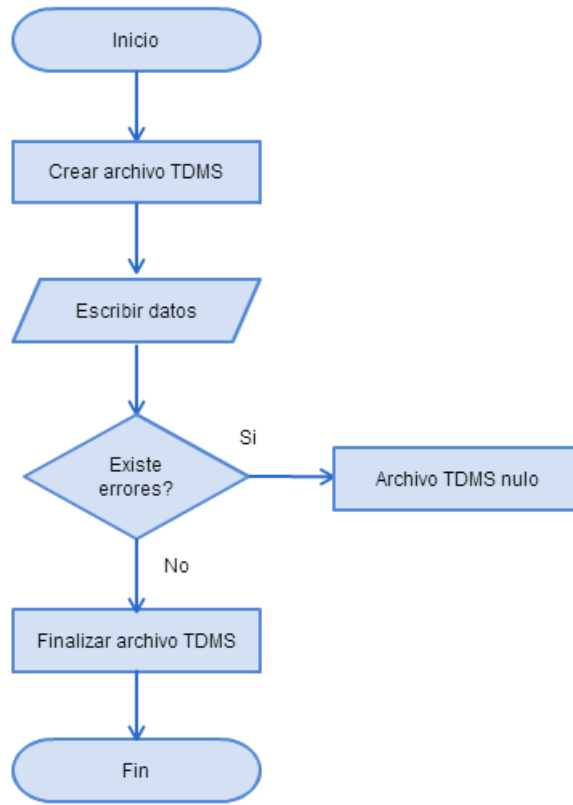 Inicio
Crear archivo TDMS
Escribir datos
Existe
errores?
Si
Archivo TDMS nulo
No
Finalizar archivo TDMS
Fin